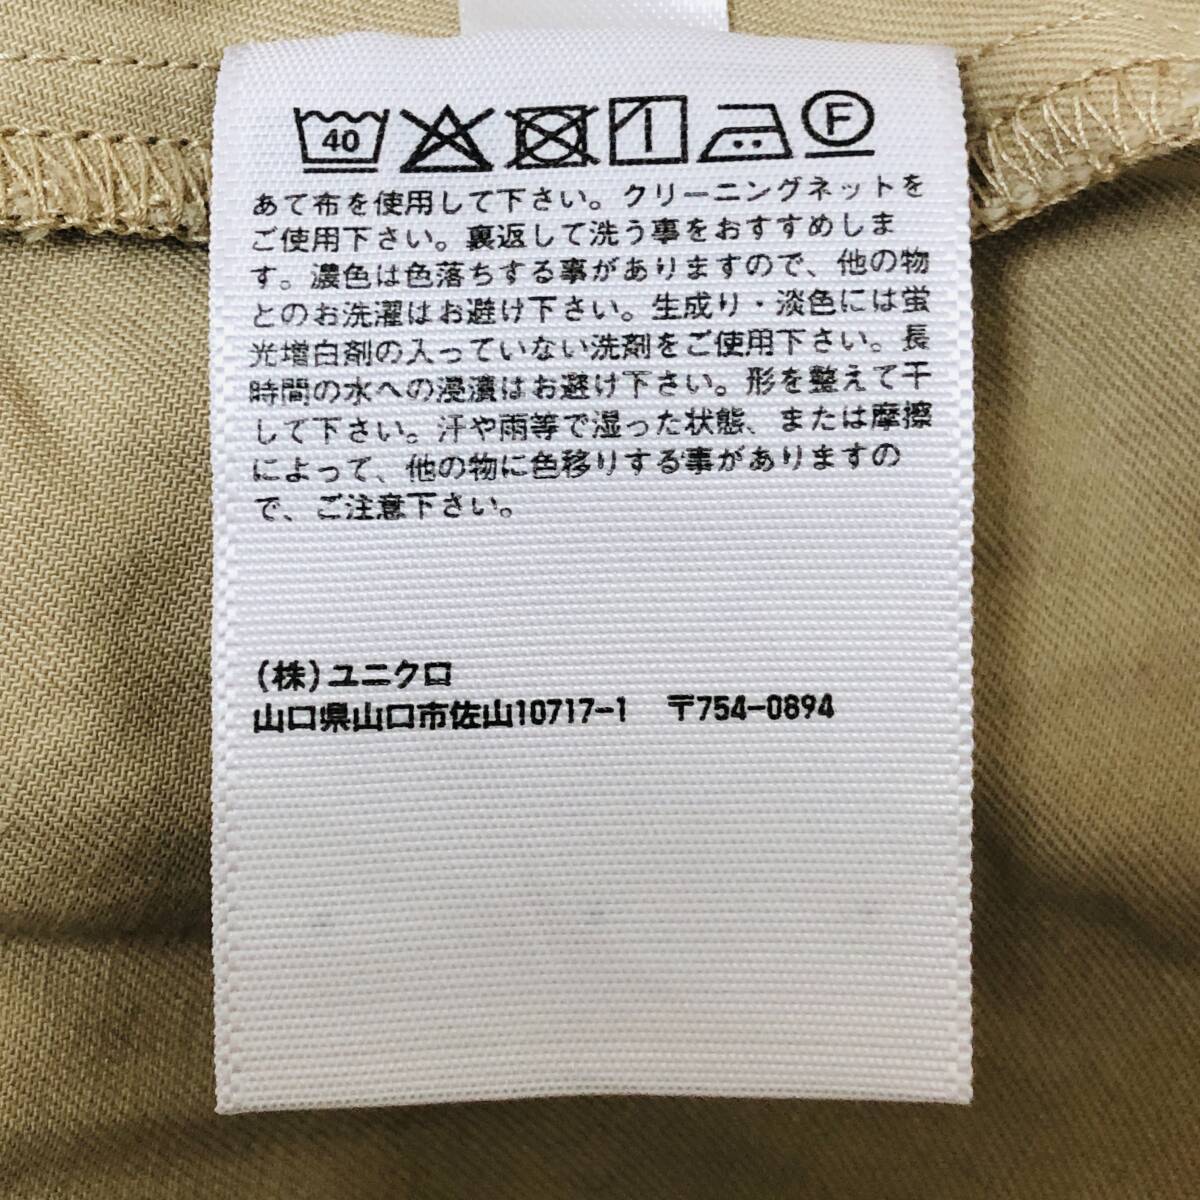 40 F
あて布を使用して下さい。クリーニングネットを
ご使用下さい。裏返して洗う事をおすすめしま
す。濃色は色落ちする事がありますので、他の物
とのお洗濯はお避け下さい。生成り・淡色には蛍
光増白剤の入っていない洗剤をご使用下さい。長
時間の水への浸漬はお避け下さい。形を整えて干
して下さい。汗や雨等で湿った状態、または摩擦
によって、他の物に色移りする事がありますの
で、ご注意下さい。
(株)ユニクロ
山口県山口市佐山10717-1 〒754-0894